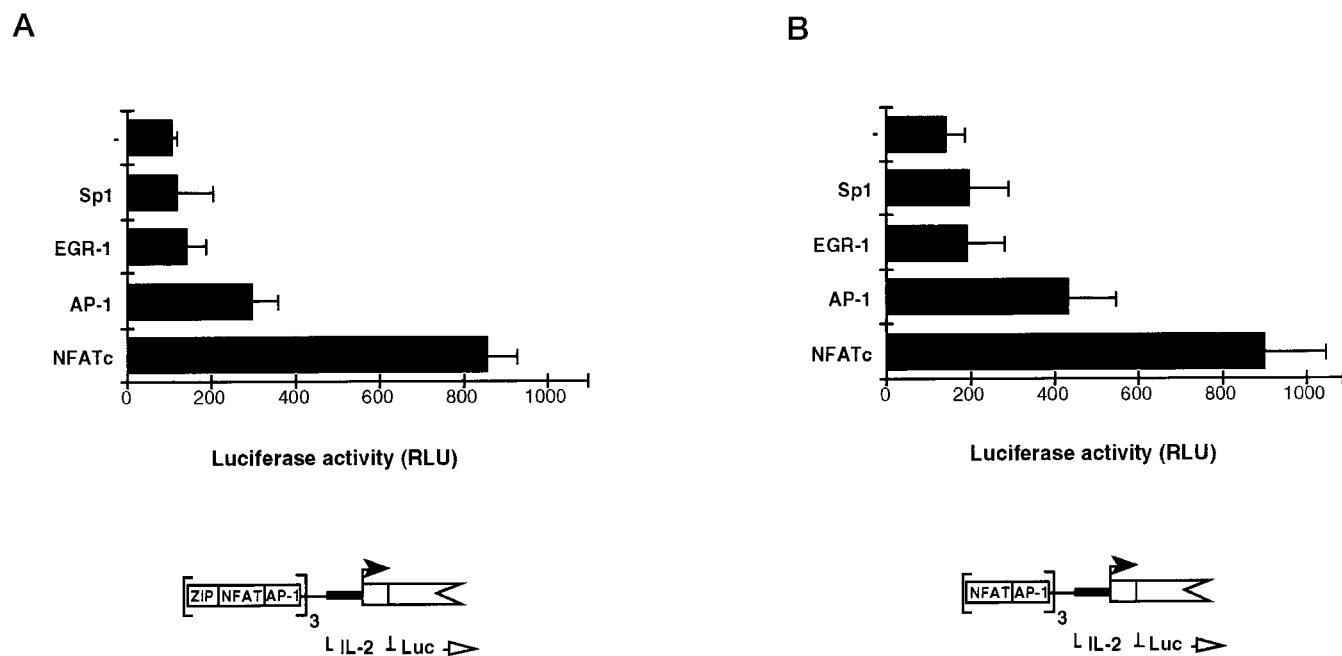 A
-
Sp1
EGR-1
AP-1
NFATc
0 200 400 600 800 1000
Luciferase activity (RLU)
ZIP NFAT AP-1
3
IL-2 Luc
B
-
Sp1
EGR-1
AP-1
NFATc
0 200 400 600 800 1000
Luciferase activity (RLU)
NFAT AP-1
3
IL-2 Luc